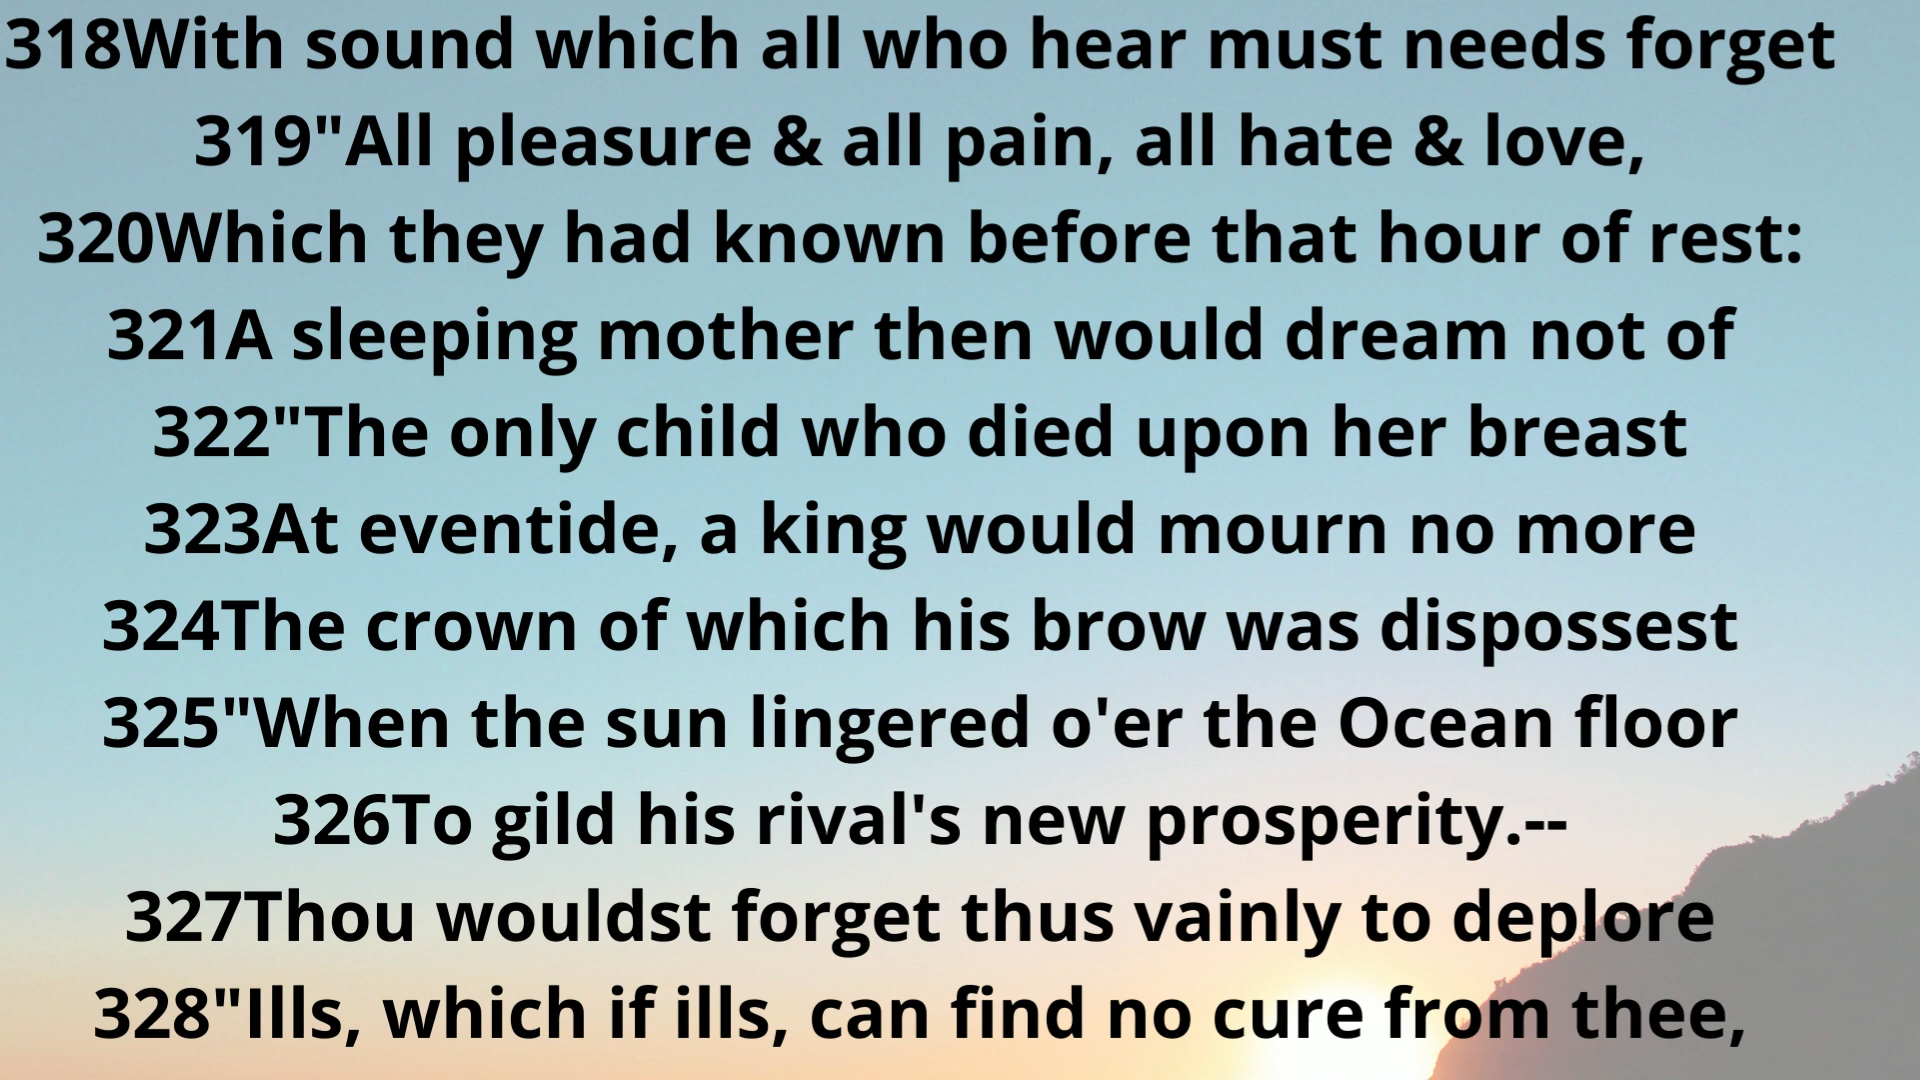 318With sound which all who hear must needs forget
319"All pleasure & all pain, all hate & love,
320Which they had known before that hour of rest:
321A sleeping mother then would dream not of
322"The only child who died upon her breast
323At eventide, a king would mourn no more
324The crown of which his brow was dispossest
325"When the sun lingered o'er the Ocean floor
326To gild his rival's new prosperity.--
327Thou wouldst forget thus vainly to deplore
328"Ills, which if ills, can find no cure from thee,